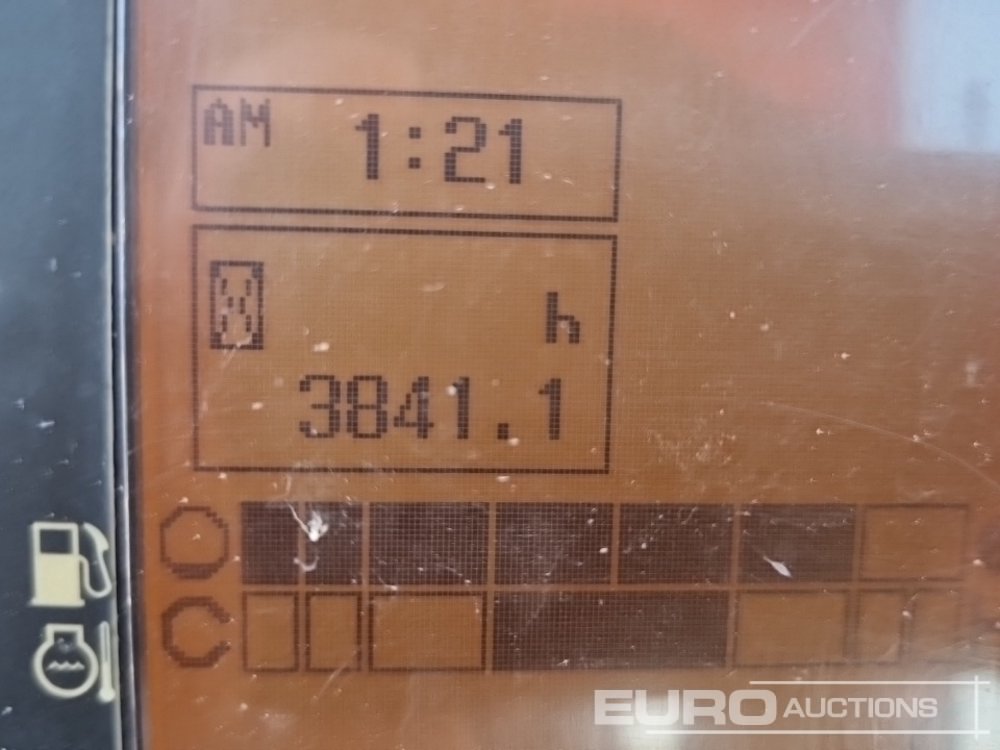 AM 1:21
h
3841.1
EURO AUCTIONS